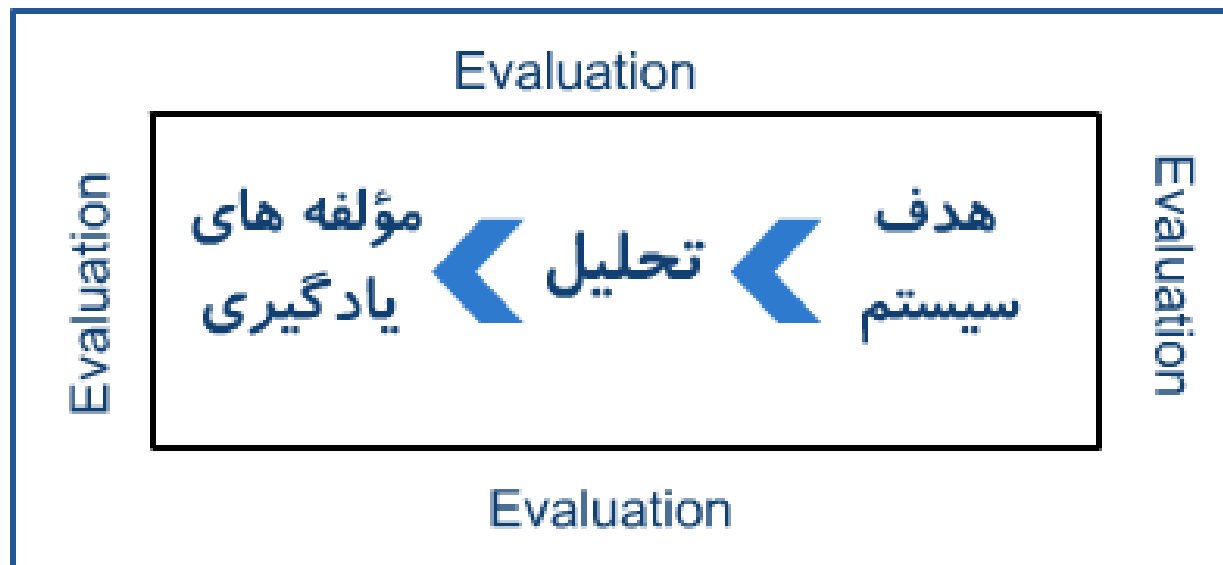 Evaluation
Evaluation
هدف
سیستم
تحلیل
مؤلفه های
یادگیری
Evaluation
Evaluation